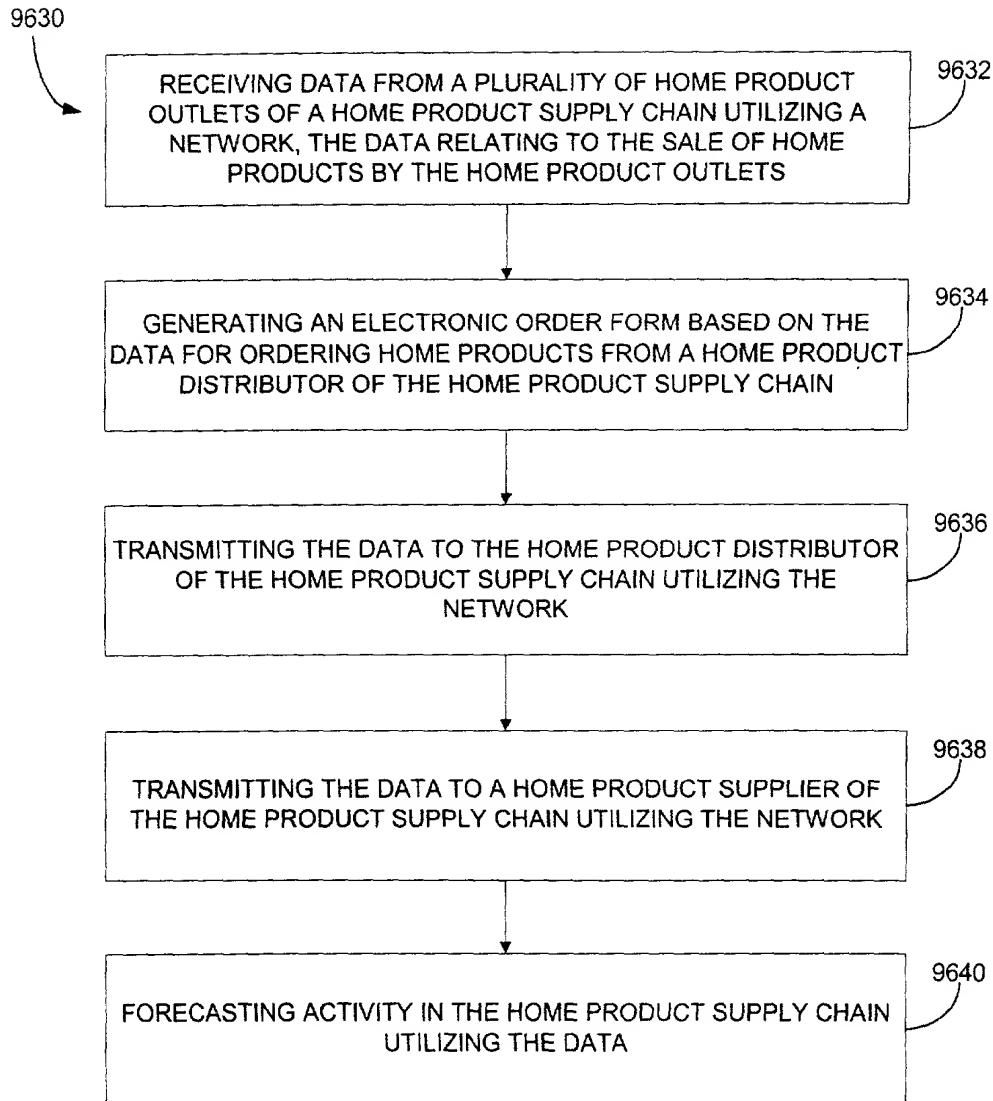 9630
RECEIVING DATA FROM A PLURALITY OF HOME PRODUCT
OUTLETS OF A HOME PRODUCT SUPPLY CHAIN UTILIZING A
NETWORK, THE DATA RELATING TO THE SALE OF HOME
PRODUCTS BY THE HOME PRODUCT OUTLETS
9632
GENERATING AN ELECTRONIC ORDER FORM BASED ON THE
DATA FOR ORDERING HOME PRODUCTS FROM A HOME PRODUCT
DISTRIBUTOR OF THE HOME PRODUCT SUPPLY CHAIN
9634
TRANSMITTING THE DATA TO THE HOME PRODUCT DISTRIBUTOR
OF THE HOME PRODUCT SUPPLY CHAIN UTILIZING THE
NETWORK
9636
TRANSMITTING THE DATA TO A HOME PRODUCT SUPPLIER OF
THE HOME PRODUCT SUPPLY CHAIN UTILIZING THE NETWORK
9638
FORECASTING ACTIVITY IN THE HOME PRODUCT SUPPLY CHAIN
UTILIZING THE DATA
9640